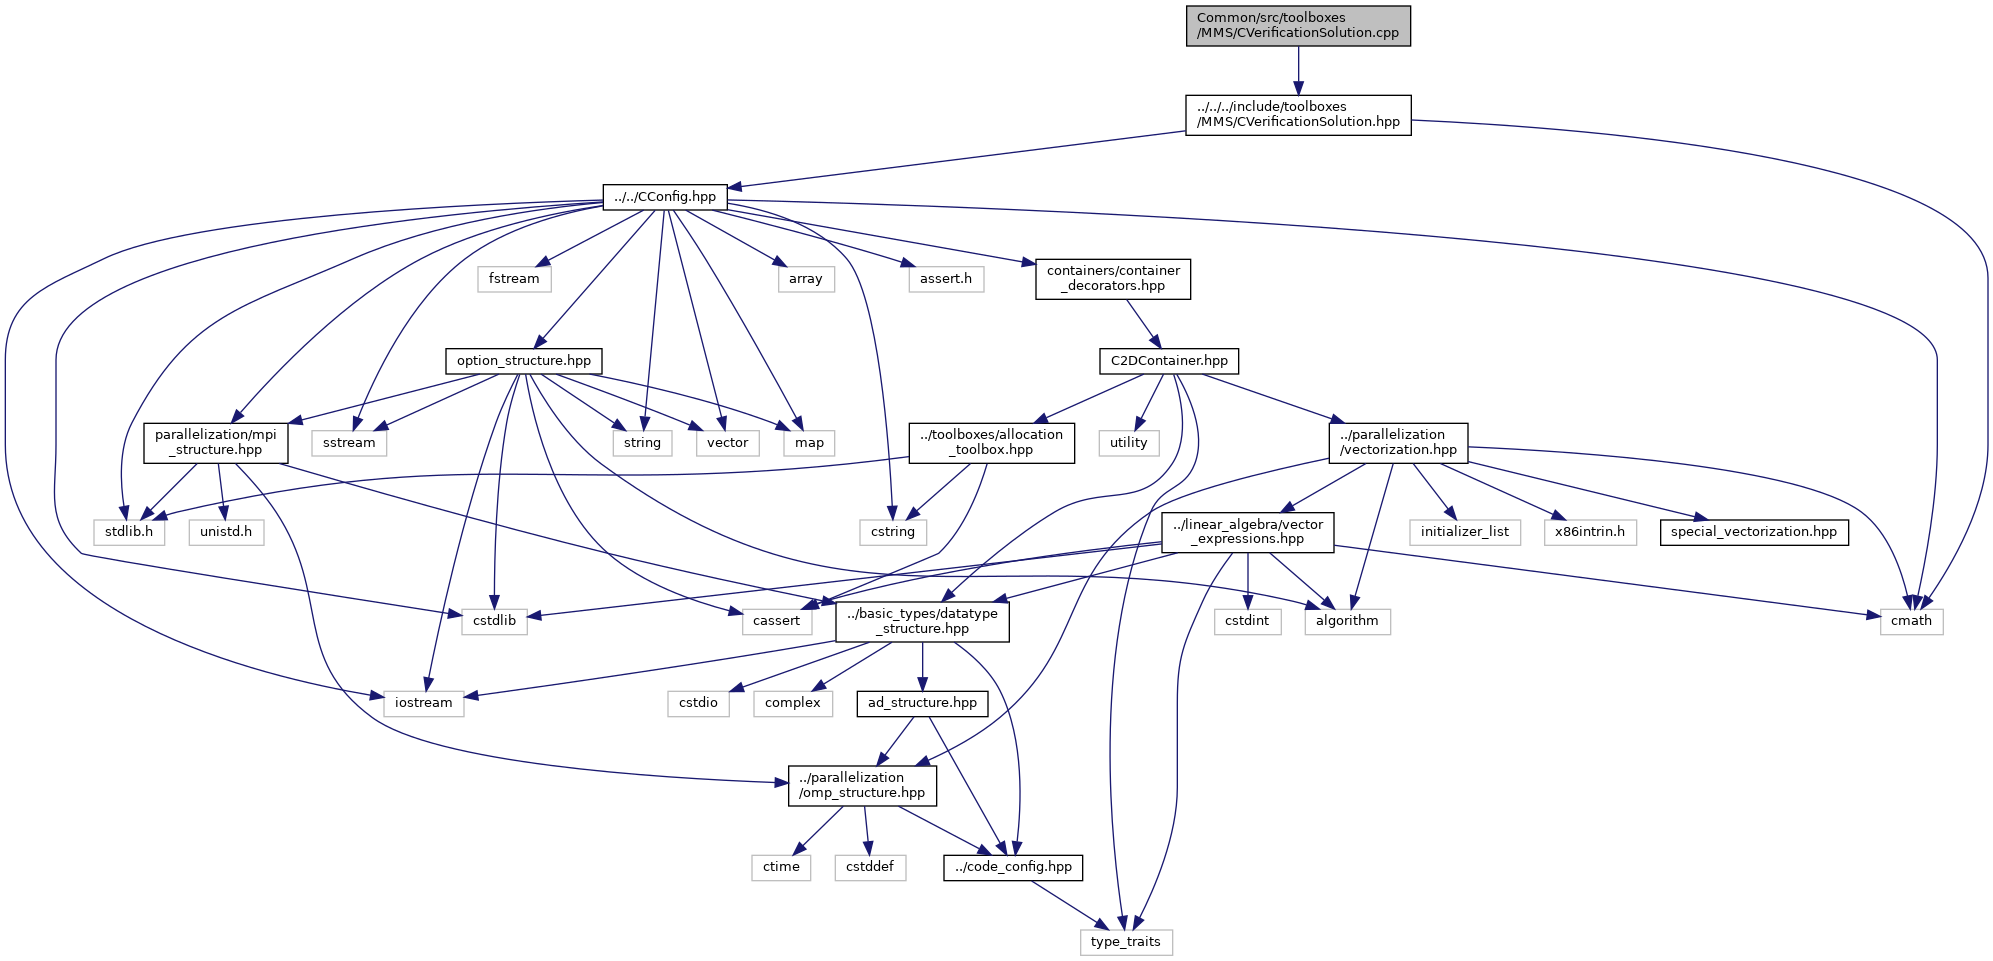 Common/src/toolboxes
/MMS/CVerificationSolution.cpp
../../../include/toolboxes
/MMS/CVerificationSolution.hpp
../../CConfig.hpp
fstream
array
assert.h
containers/container
_decorators.hpp
option_structure.hpp
C2DContainer.hpp
parallelization/mpi
_structure.hpp
sstream
string
vector
map
../toolboxes/allocation
_toolbox.hpp
utility
../parallelization
/vectorization.hpp
stdlib.h
unistd.h
cstring
../linear_algebra/vector
_expressions.hpp
initializer_list
x86intrin.h
special_vectorization.hpp
cstdlib
cassert
../basic_types/datatype
_structure.hpp
cstdint
algorithm
cmath
iostream
cstdio
complex
ad_structure.hpp
../parallelization
/omp_structure.hpp
ctime
cstddef
../code_config.hpp
type_traits